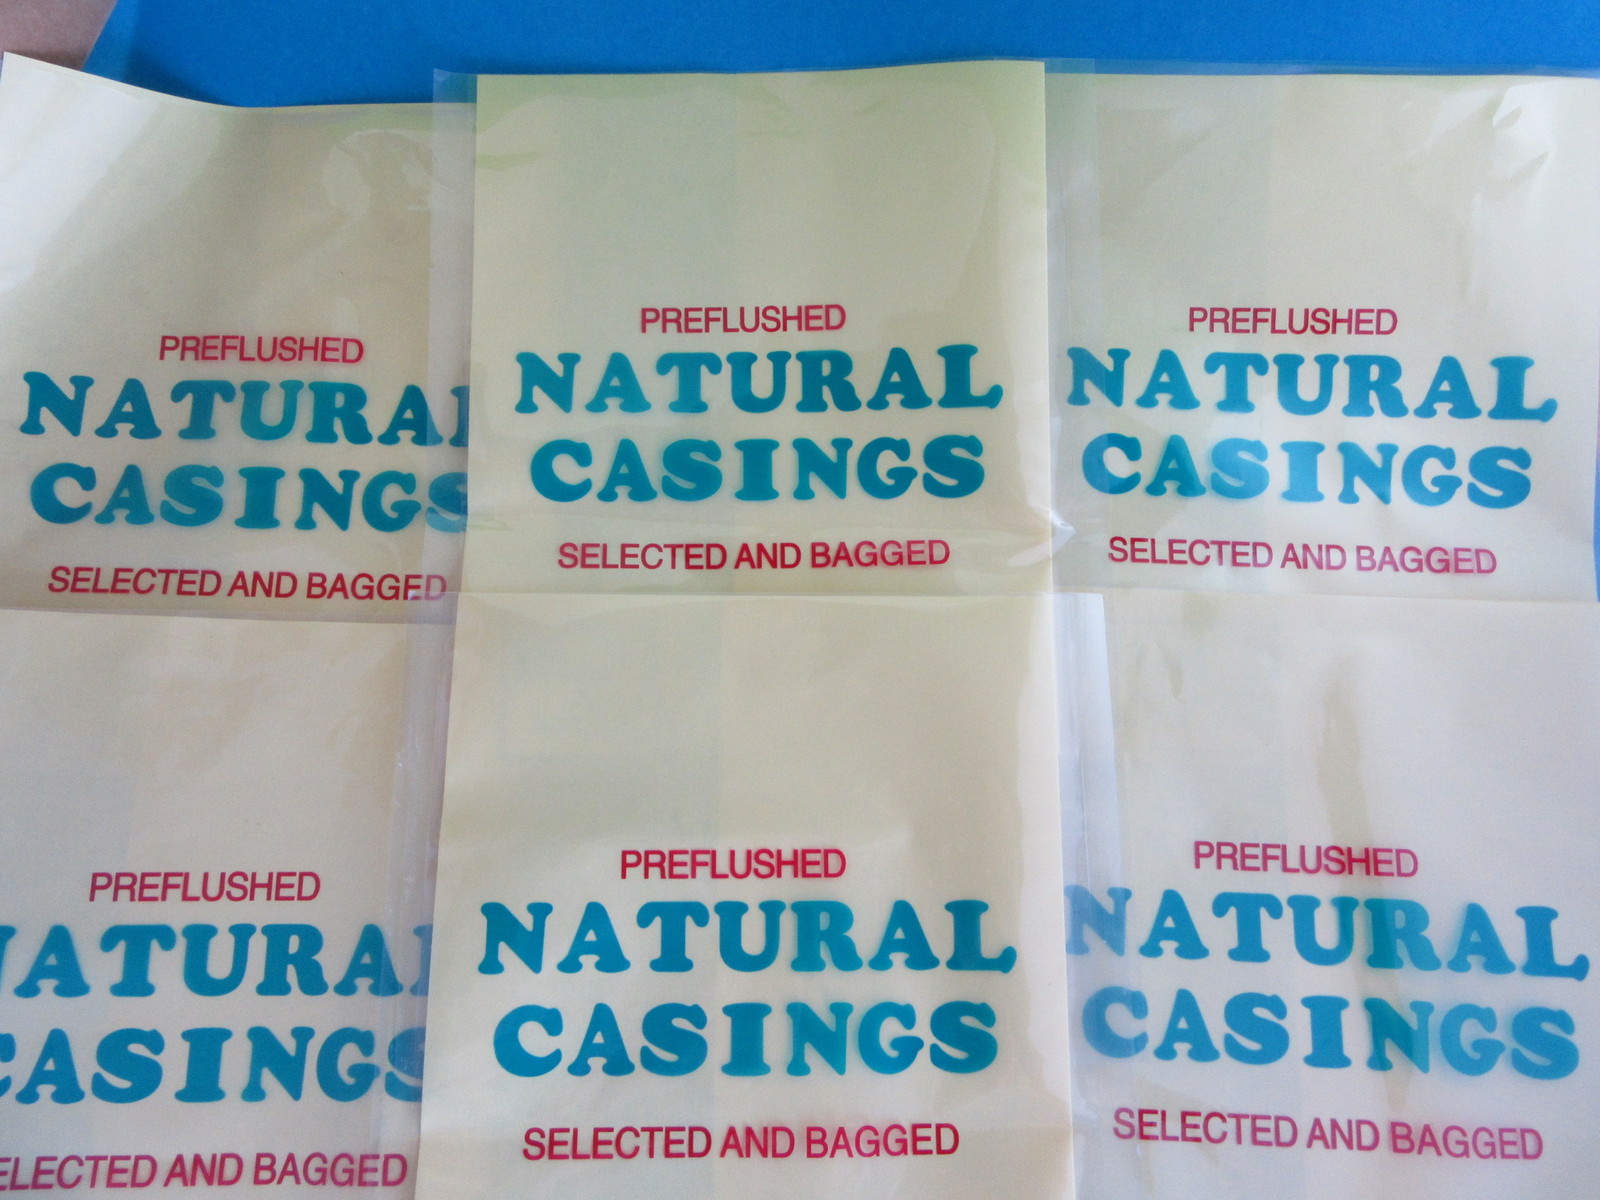 PREFLUSHED
NATURAL
CASINGS
SELECTED AND BAGGED
PREFLUSHED
NATURAL
CASINGS
SELECTED AND BAGGED
PREFLUSHED
NATURAL
CASINGS
SELECTED AND BAGGED
PREFLUSHED
NATURAL
CASINGS
SELECTED AND BAGGED
PREFLUSHED
NATURAL
CASINGS
SELECTED AND BAGGED
PREFLUSHED
NATURAL
CASINGS
SELECTED AND BAGGED